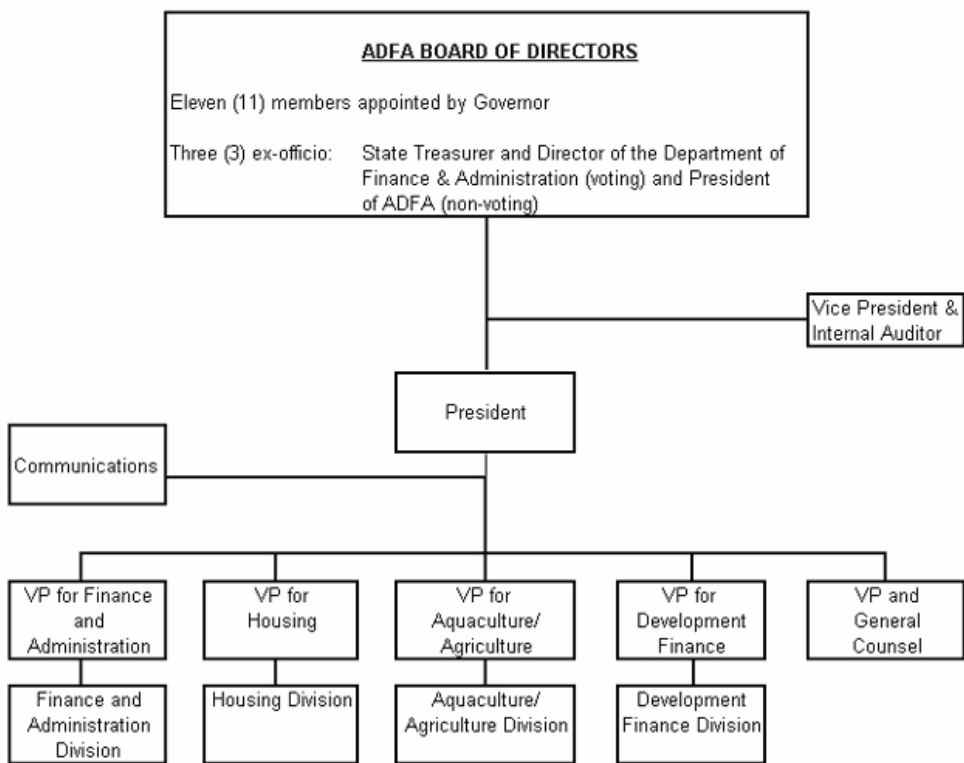 ADFA BOARD OF DIRECTORS
Eleven (11) members appointed by Governor
Three (3) ex-officio: State Treasurer and Director of the Department of
Finance & Administration (voting) and President
of ADFA (non-voting)
Vice President &
Internal Auditor
President
Communications
VP for Finance
and
Administration
VP for
Housing
VP for
Aquaculture/
Agriculture
VP for
Development
Finance
VP and
General
Counsel
Finance and
Administration
Division
Housing Division
Aquaculture/
Agriculture Division
Development
Finance Division